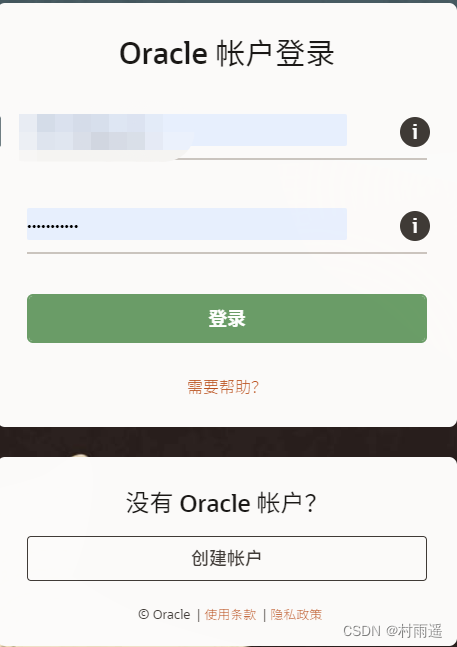 Oracle 帐户登录
i
...........
i
登录
需要帮助?
没有 Oracle 帐户?
创建帐户
© Oracle | 使用条款 | 隐私政策
CSDN @村雨遥